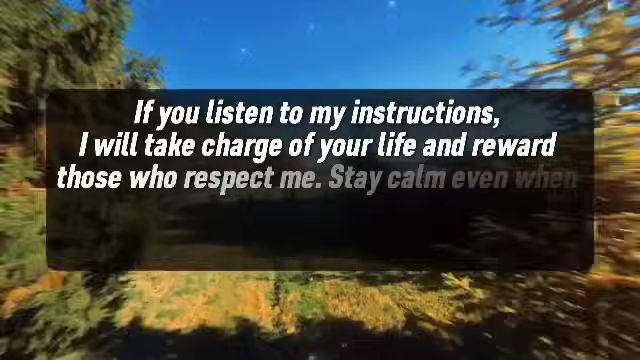 If you listen to my instructions,
I will take charge of your life and reward
those who respect me. Stay calm even when